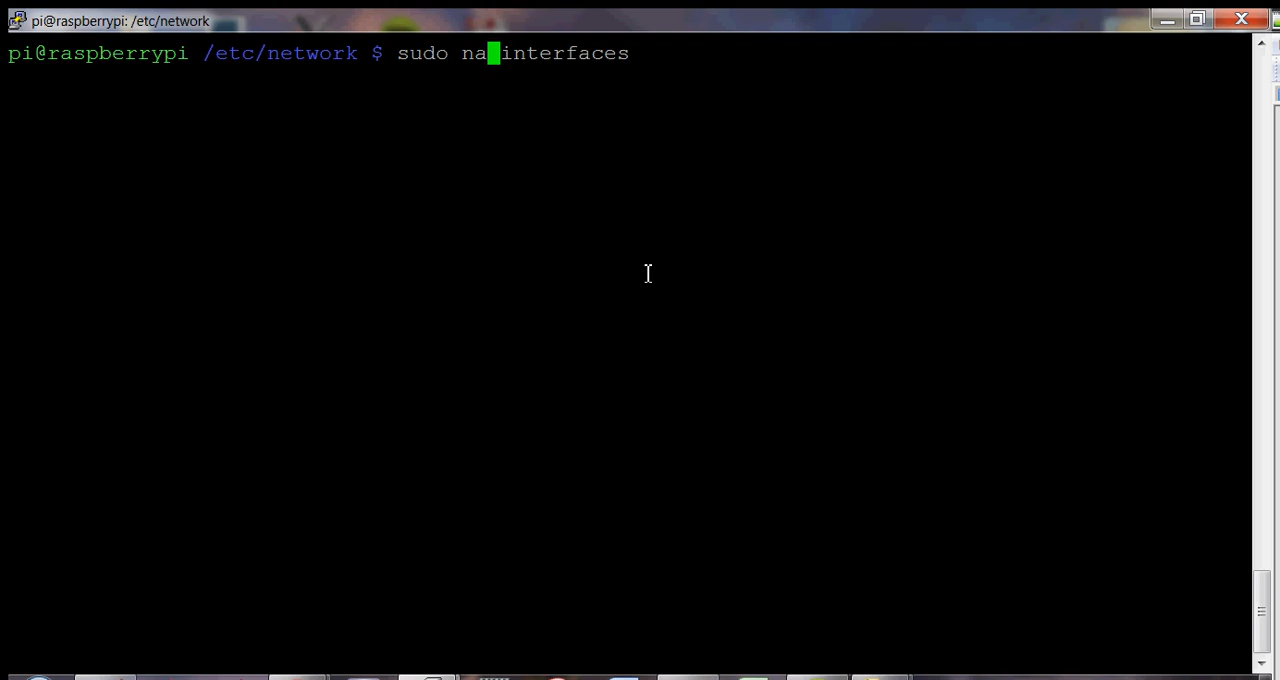 pi@raspberrypi: /etc/network
pi@raspberrypi /etc/network $ sudo na interfaces